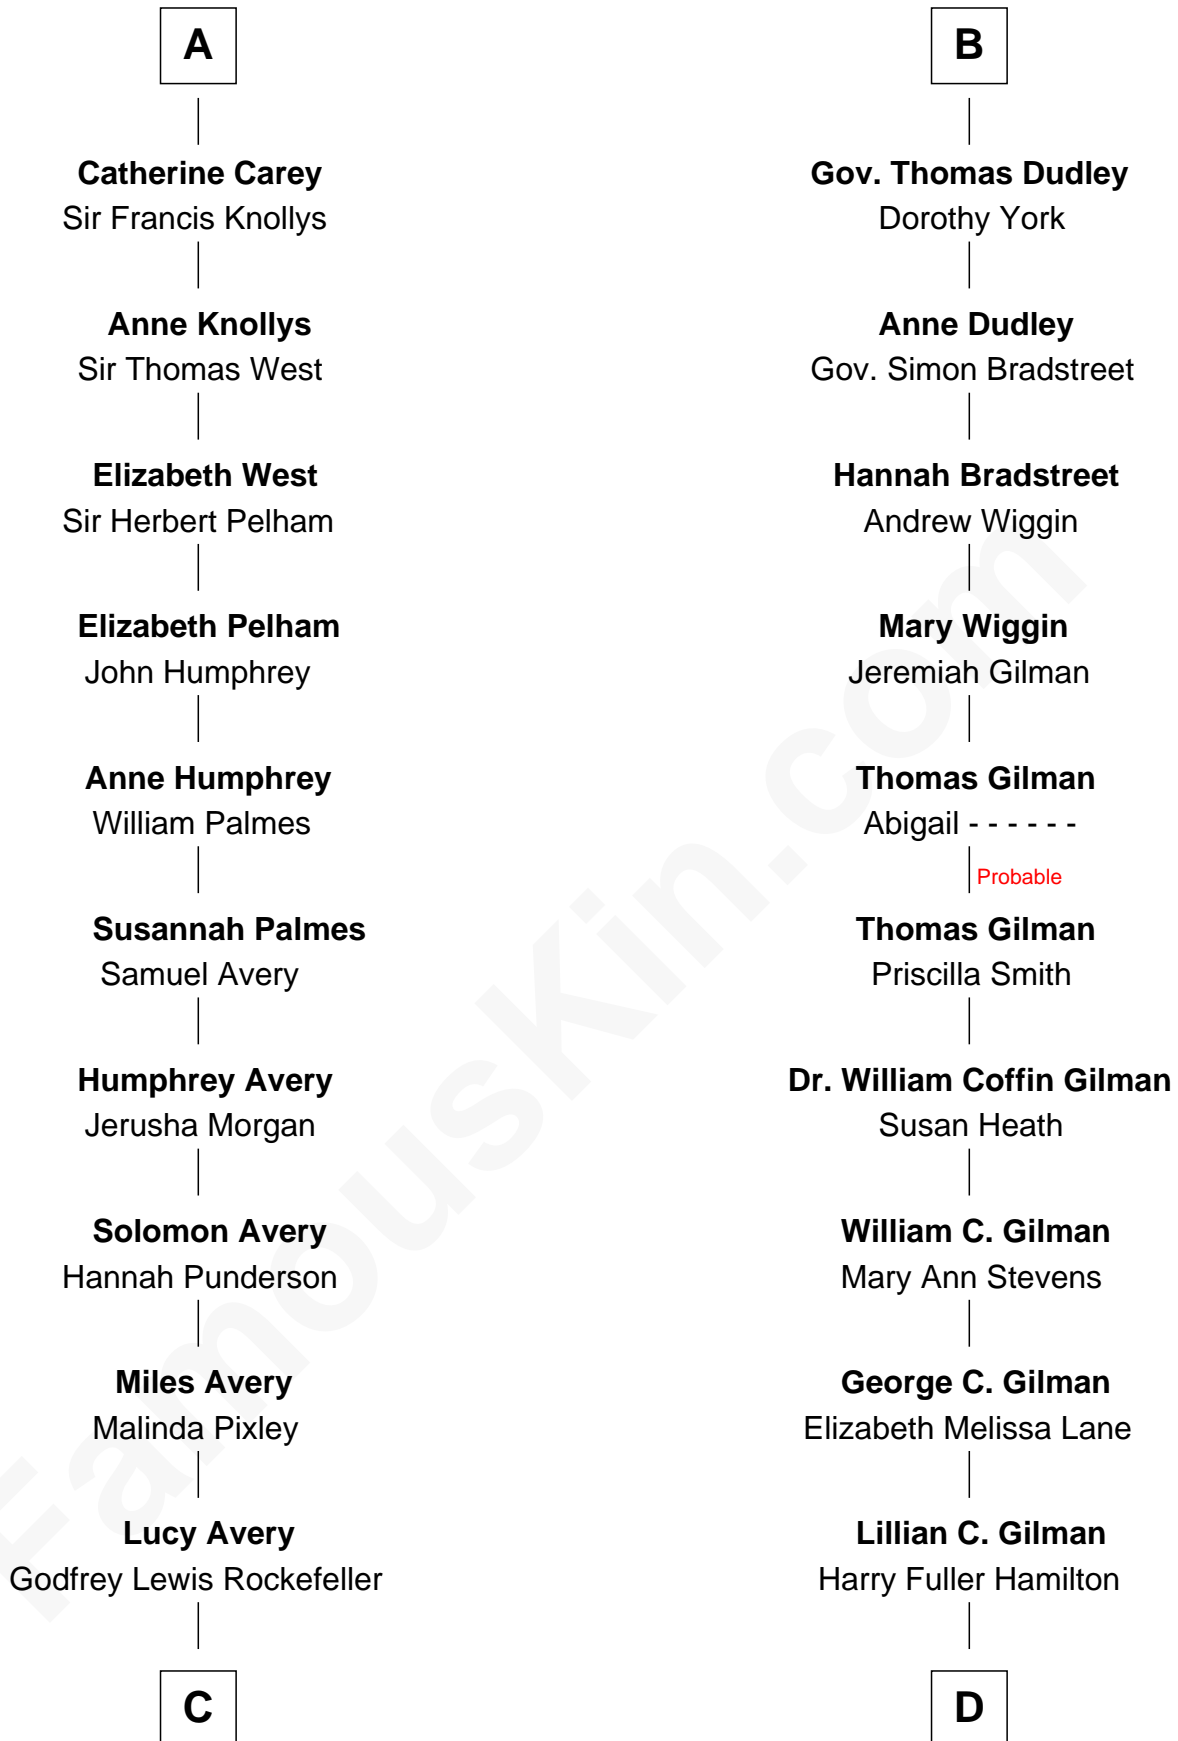 A
Catherine Carey
Sir Francis Knollys
Anne Knollys
Sir Thomas West
Elizabeth West
Sir Herbert Pelham
Elizabeth Pelham
John Humphrey
Anne Humphrey
William Palmes
Susannah Palmes
Samuel Avery
Humphrey Avery
Jerusha Morgan
Solomon Avery
Hannah Punderson
Miles Avery
Malinda Pixley
Lucy Avery
Godfrey Lewis Rockefeller
C
B
Gov. Thomas Dudley
Dorothy York
Anne Dudley
Gov. Simon Bradstreet
Hannah Bradstreet
Andrew Wiggin
Mary Wiggin
Jeremiah Gilman
Thomas Gilman
Abigail - - - - - -
Probable
Thomas Gilman
Priscilla Smith
Dr. William Coffin Gilman
Susan Heath
William C. Gilman
Mary Ann Stevens
George C. Gilman
Elizabeth Melissa Lane
Lillian C. Gilman
Harry Fuller Hamilton
D
FamousKin.com